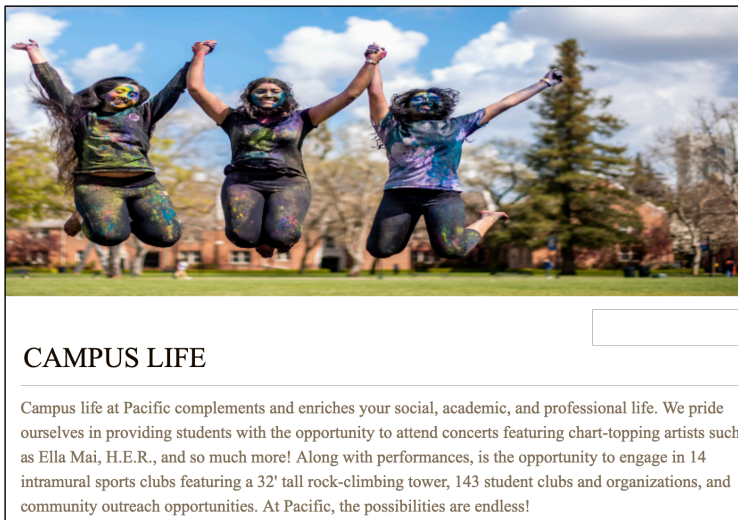 CAMPUS LIFE
Campus life at Pacific complements and enriches your social, academic, and professional life. We pride
ourselves in providing students with the opportunity to attend concerts featuring chart-topping artists such
as Ella Mai, H.E.R., and so much more! Along with performances, is the opportunity to engage in 14
intramural sports clubs featuring a 32' tall rock-climbing tower, 143 student clubs and organizations, and
community outreach opportunities. At Pacific, the possibilities are endless!